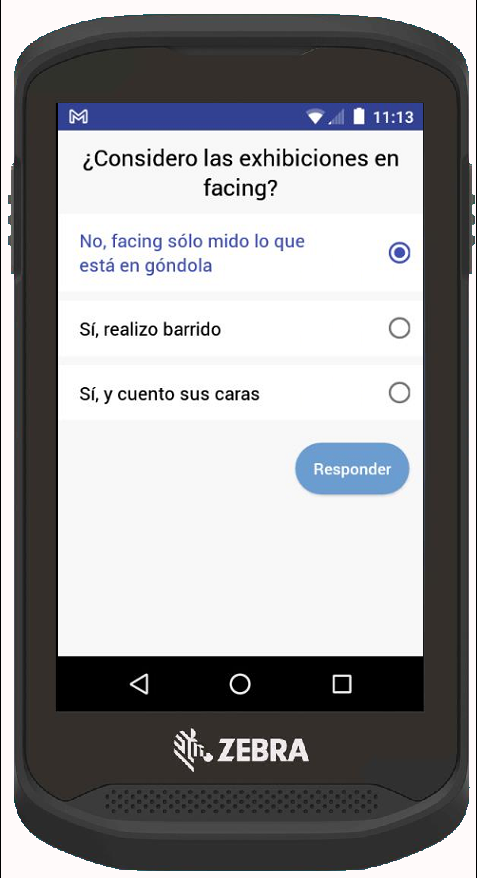 11:13
¿Considero las exhibiciones en
facing?
No, facing sólo mido lo que
está en góndola
Sí, realizo barrido
Sí, y cuento sus caras
Responder
ZEBRA